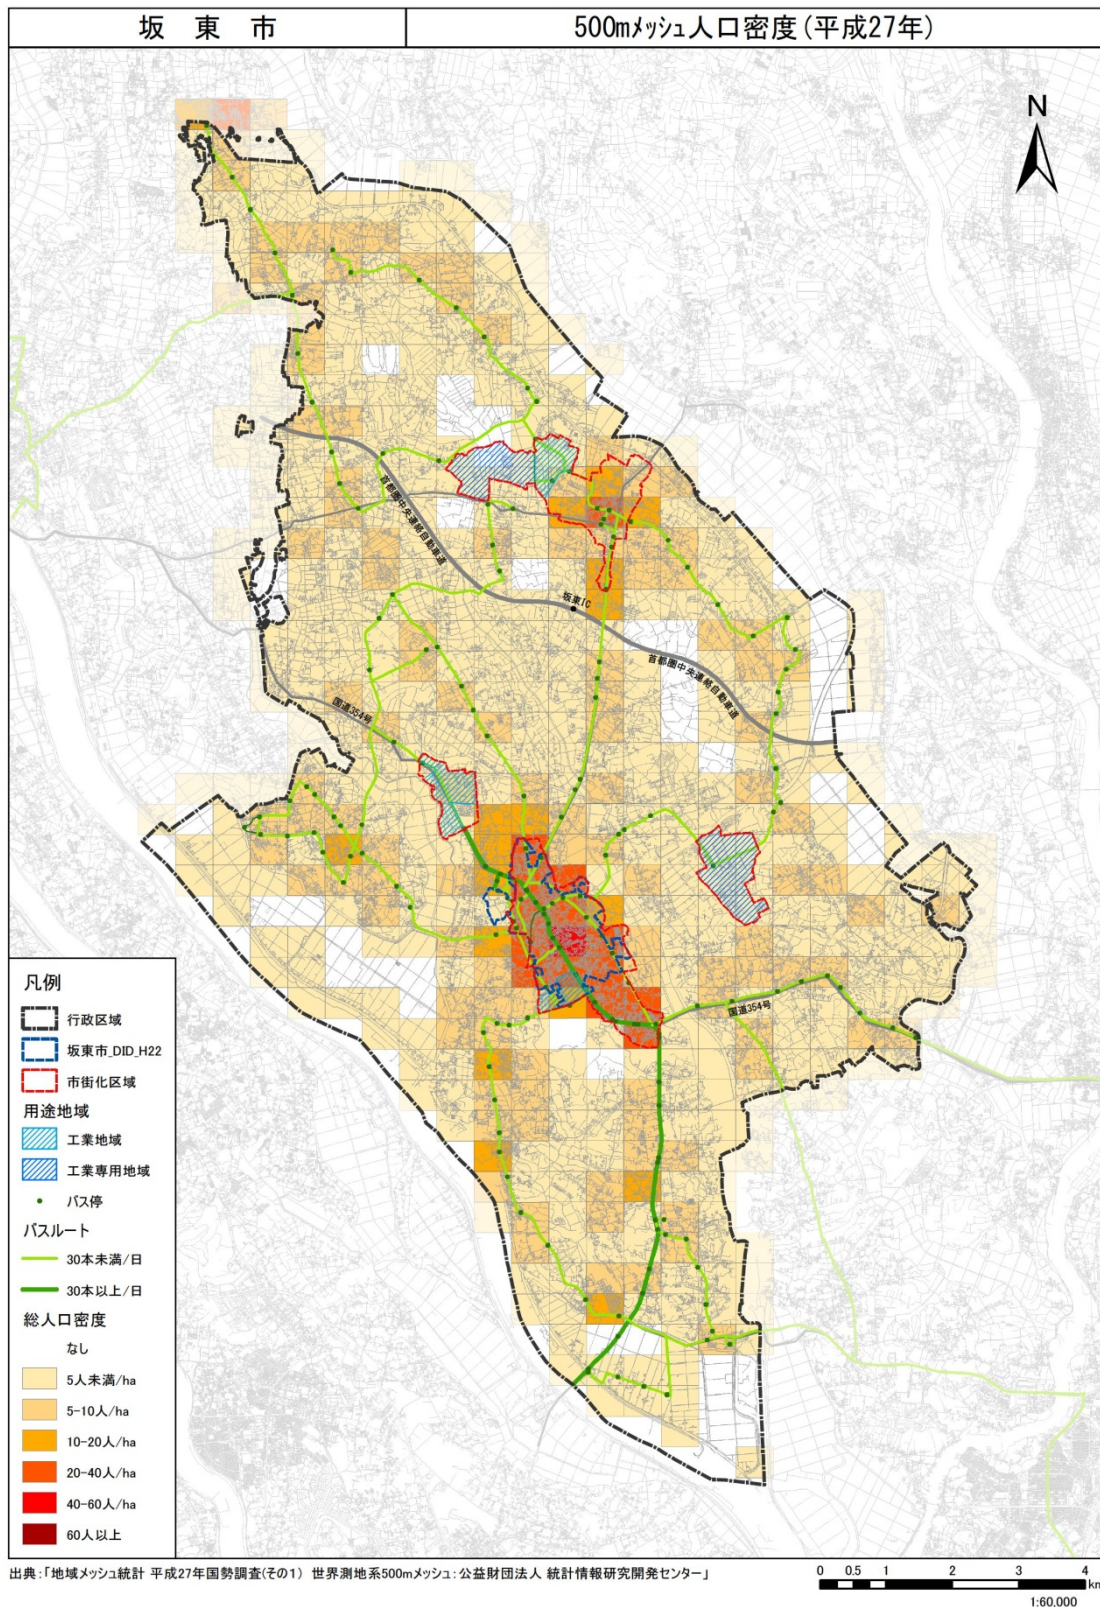 坂 東 市
500mメッシュ人口密度(平成27年)
N
首都圏中央連絡自動車道
坂東IC
首都圏中央連絡自動車道
国道354号
国道354号
凡例
行政区域
坂東市_DID_H22
市街化区域
用途地域
工業地域
工業専用地域
バス停
バスルート
30本未満/日
30本以上/日
総人口密度
なし
5人未満/ha
5-10人/ha
10-20人/ha
20-40人/ha
40-60人/ha
60人以上
出典:「地域メッシュ統計 平成27年国勢調査(その1) 世界測地系500mメッシュ:公益財団法人 統計情報研究開発センター」
0 0.5 1 2 3 4
km
1:60,000